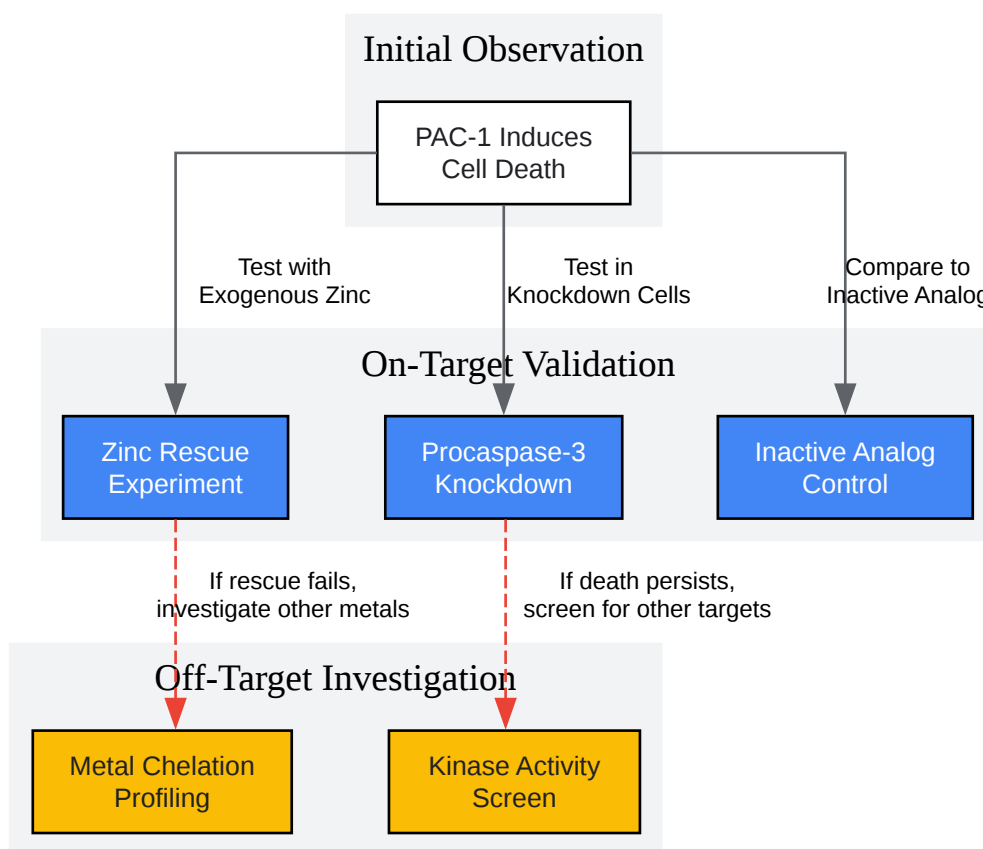 Initial Observation
PAC-1 Induces
Cell Death
Test with
Exogenous Zinc
Test in
Knockdown Cells
Compare to
Inactive Analog
On-Target Validation
Zinc Rescue
Experiment
Procaspase-3
Knockdown
Inactive Analog
Control
If rescue fails,
investigate other metals
If death persists,
screen for other targets
Off-Target Investigation
Metal Chelation
Profiling
Kinase Activity
Screen